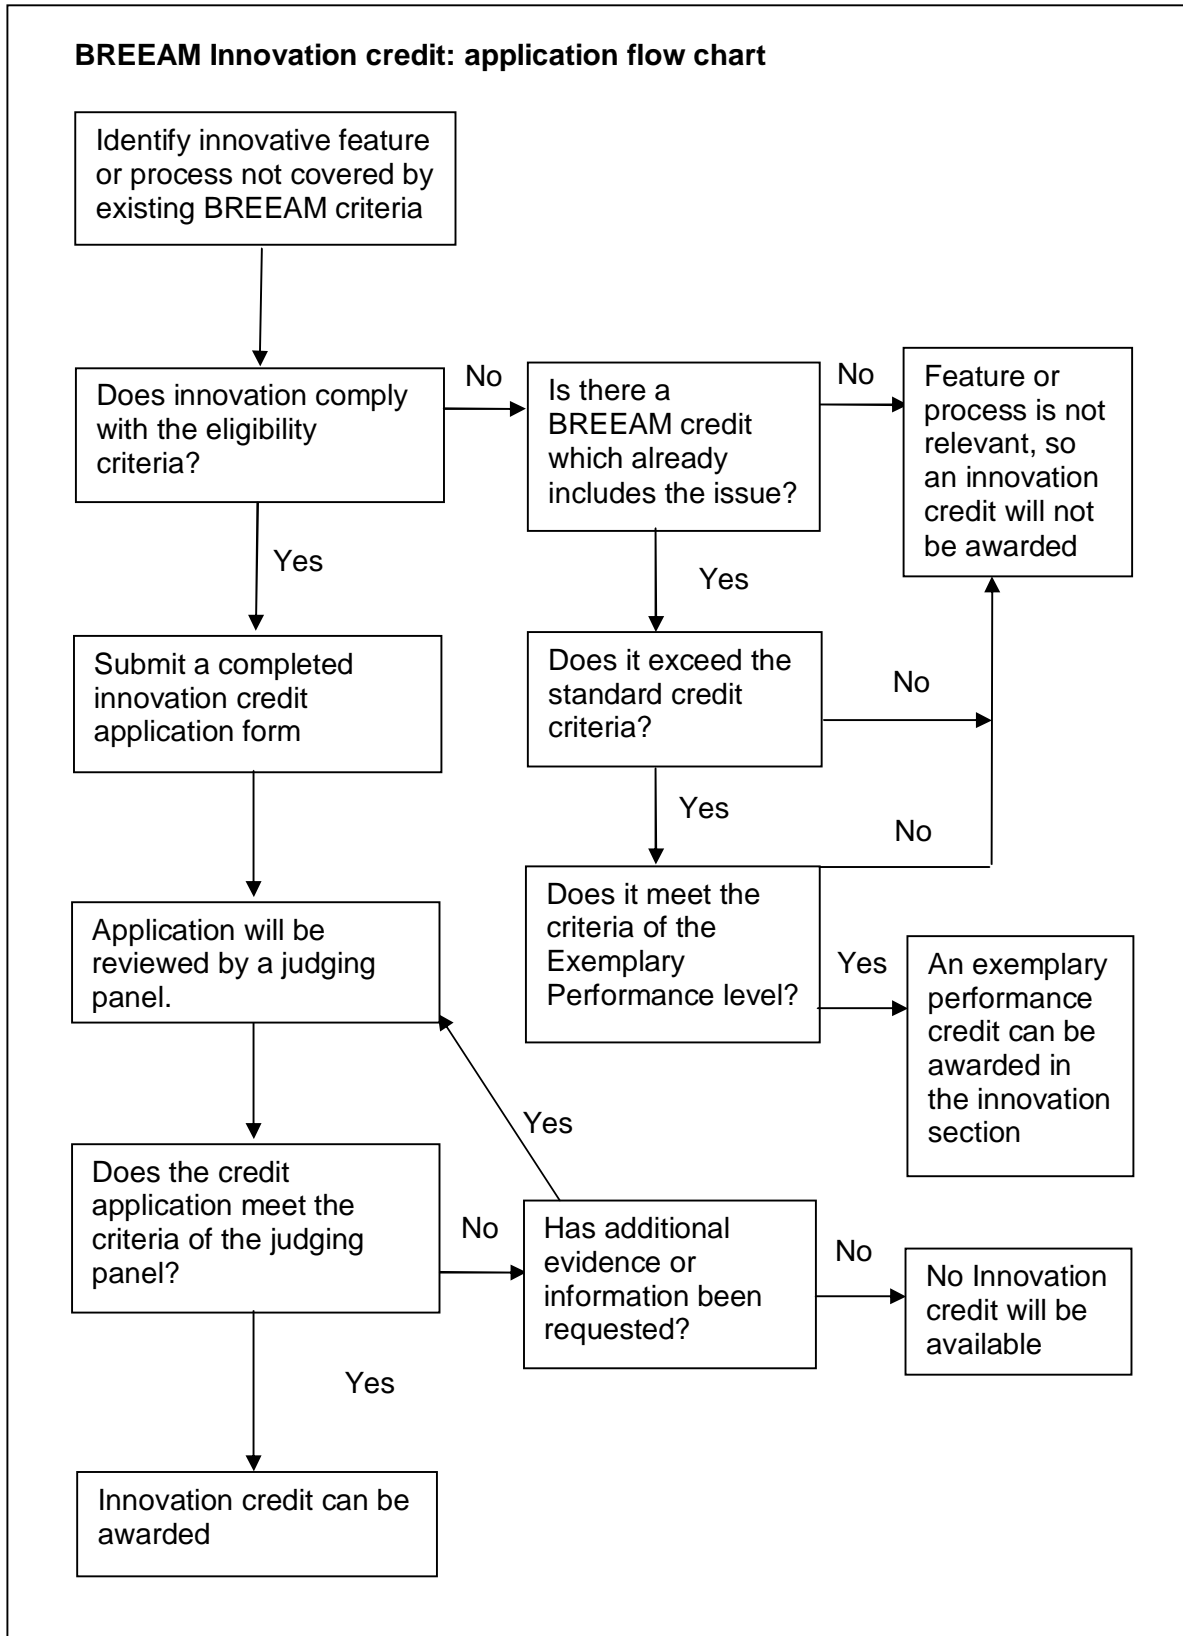 BREEAM Innovation credit: application flow chart
Identify innovative feature
or process not covered by
existing BREEAM criteria
Does innovation comply
with the eligibility
criteria?
No
Is there a
BREEAM credit
which already
includes the issue?
No
Feature or
process is not
relevant, so
an innovation
credit will not
be awarded
Yes
Yes
Submit a completed
innovation credit
application form
Does it exceed the
standard credit
criteria?
No
Yes
No
Does it meet the
criteria of the
Exemplary
Performance level?
Yes
An exemplary
performance
credit can be
awarded in
the innovation
section
Application will be
reviewed by a judging
panel.
Yes
Does the credit
application meet the
criteria of the judging
panel?
No
Has additional
evidence or
information been
requested?
No
No Innovation
credit will be
available
Yes
Innovation credit can be
awarded